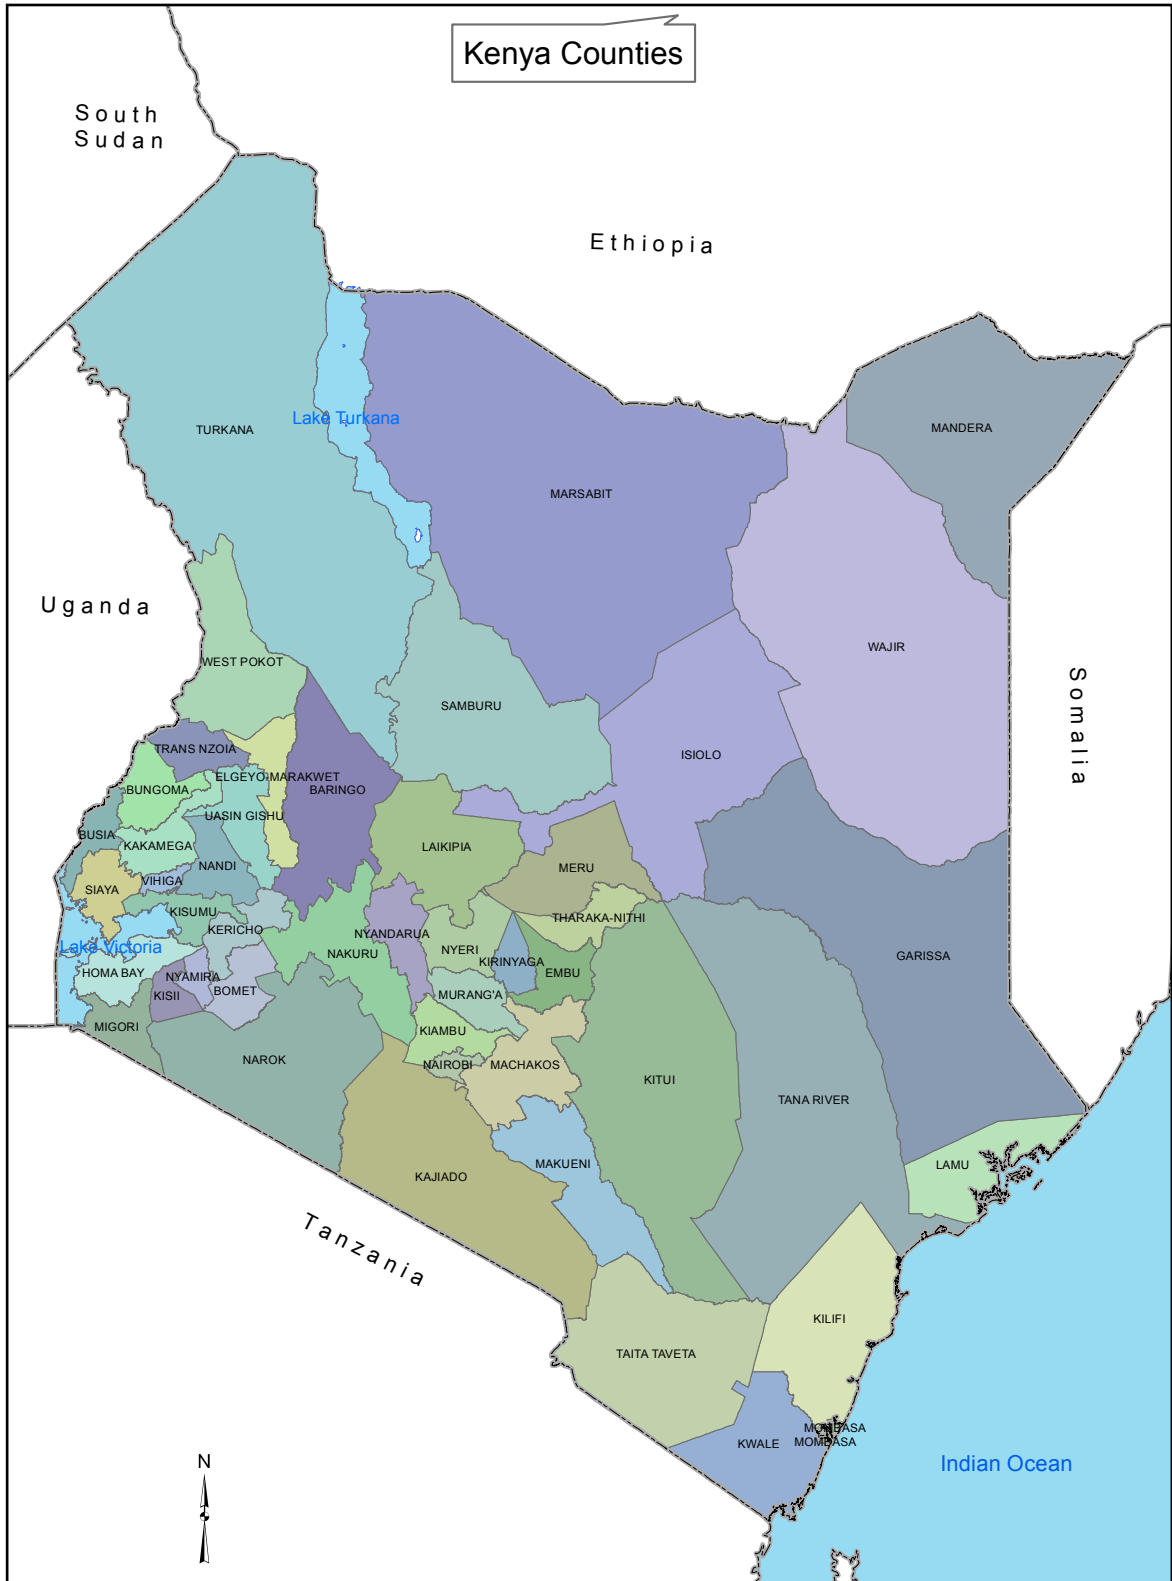 Kenya Counties
South
Sudan
Ethiopia
Lake Turkana
TURKANA
MANDERA
MARSABIT
Uganda
WAJIR
WEST POKOT
Somalia
SAMBURU
TRANS NZOIA
ISIOLO
ELGEYO-MARAKWET
BUNGOMA
BARINGO
UASIN GISHU
BUSIA
KAKAMEGA
LAIKIPIA
NANDI
MERU
VIHIGA
SIAYA
KISUMU
THARAKA-NITHI
KERICHO
NYANDARUA
Lake Victoria
NYERI
NAKURU
GARISSA
KIRINYAGA
HOMA BAY
NYAMIRA
EMBU
BOMET
KISII
MURANG'A
MIGORI
KIAMBU
NAROK
NAIROBI
MACHAKOS
KITUI
TANA RIVER
MAKUENI
LAMU
KAJIADO
Tanzania
KILIFI
TAITA TAVETA
MOMBASA
KWALE
MOMBASA
N
Indian Ocean